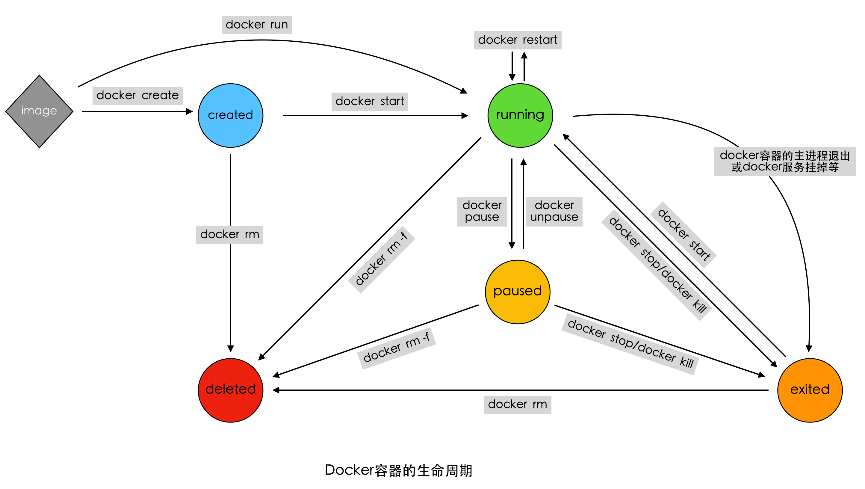 docker run
docker restart
image
docker create
created
docker start
running
docker容器的主进程退出
或docker服务挂掉等
docker
pause
docker
unpause
docker rm
docker rm -f
docker start
docker stop/docker kill
paused
docker rm -f
docker stop/docker kill
deleted
docker rm
exited
Docker容器的生命周期